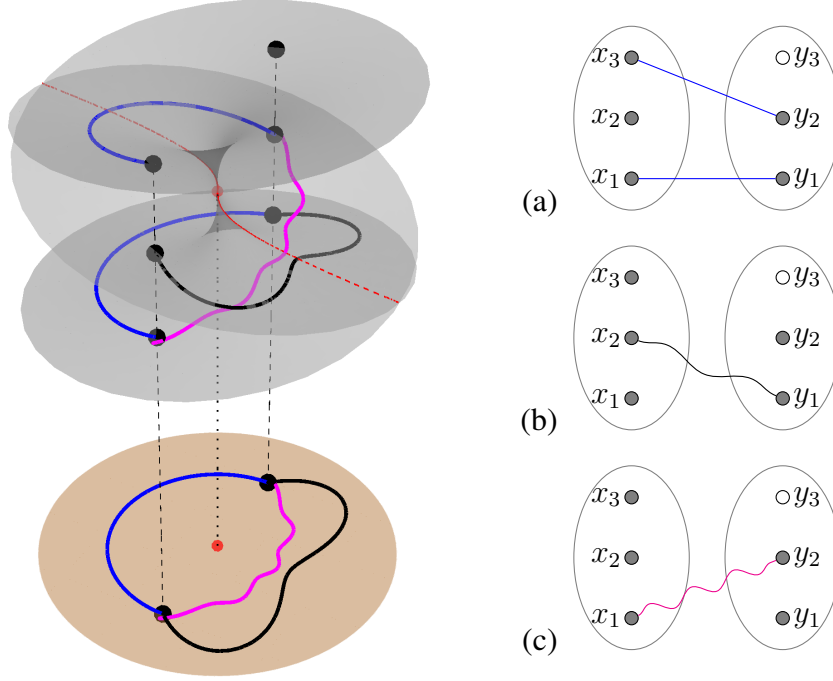 x₃ y₃
x₂ y₂
x₁ y₁
(a)
x₃ y₃
x₂ y₂
x₁ y₁
(b)
x₃ y₃
x₂ y₂
x₁ y₁
(c)